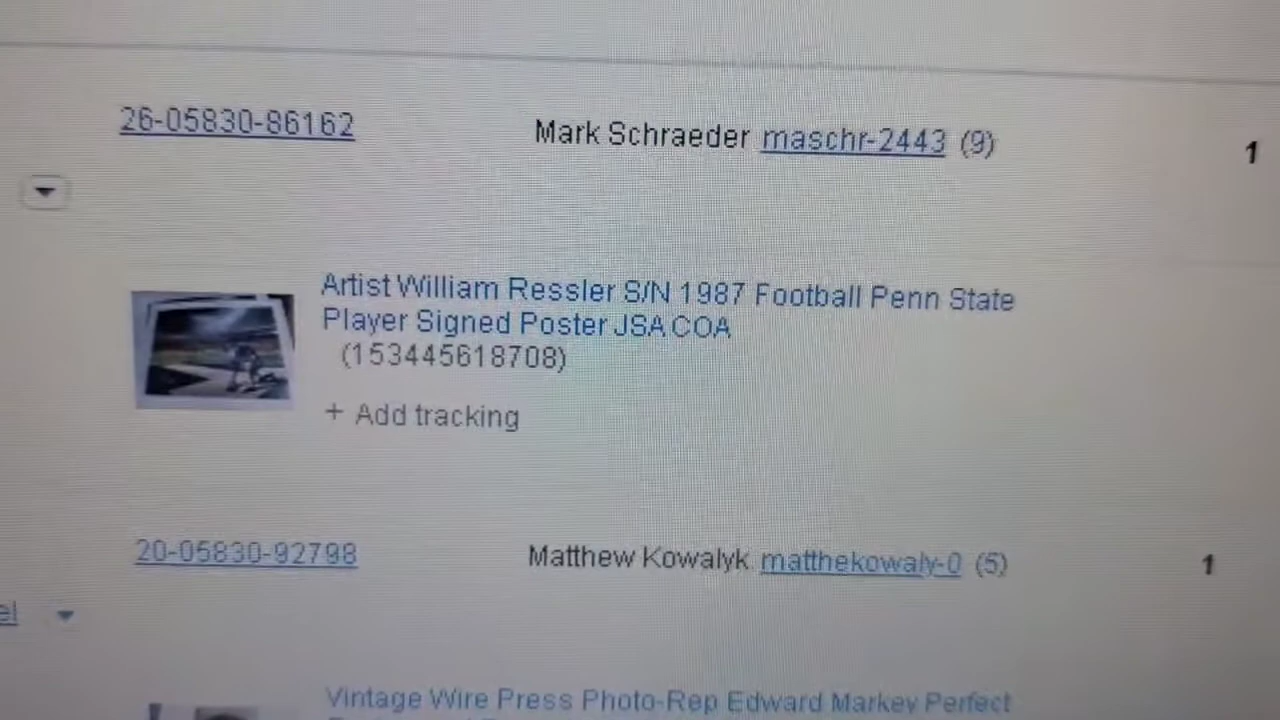 26-05830-86162 Mark Schraeder maschr-2443 (9) 1
Artist William Ressler S/N 1987 Football Penn State
Player Signed Poster JSA COA
(153445618708)
+ Add tracking
20-05830-92798 Matthew Kowalyk matthekowaly-0 (5) 1
el
Vintage Wire Press Photo-Rep Edward Markey Perfect